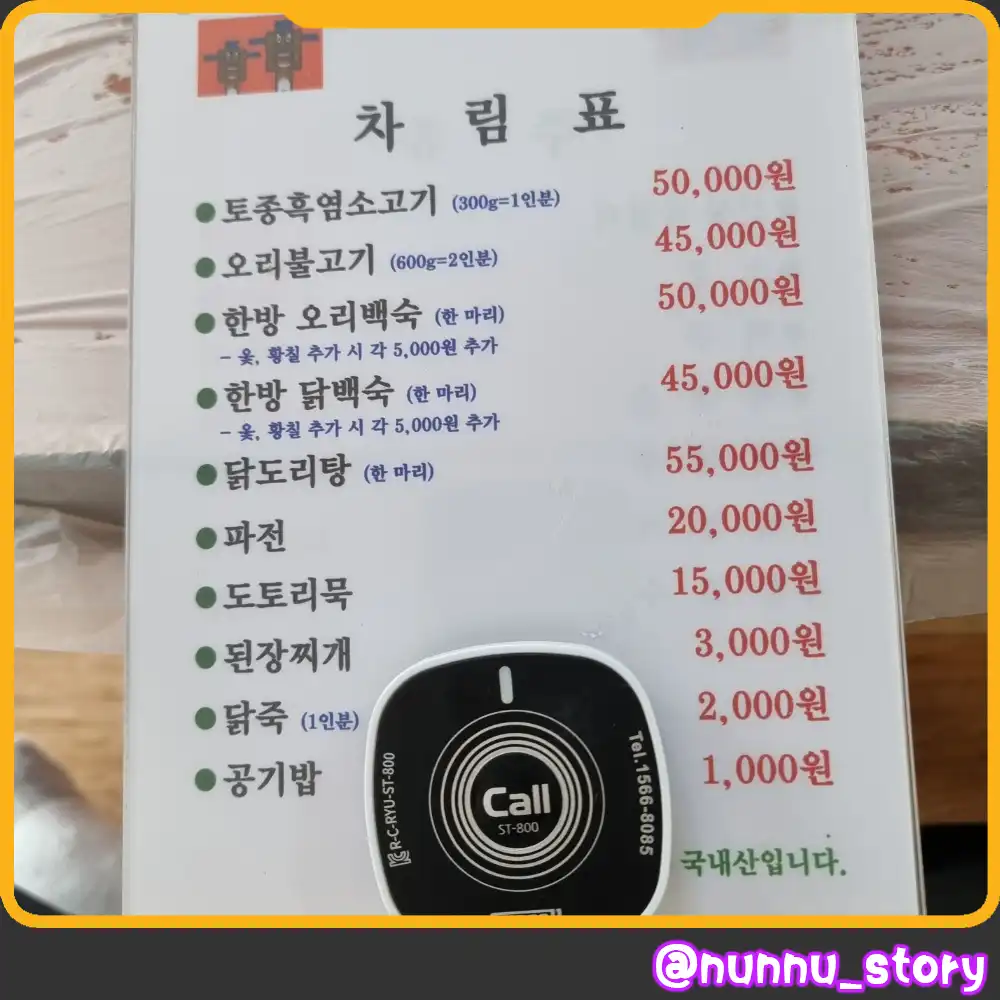 차 림 표
토종흑염소고기 (300g=1인분) 50,000원
오리불고기 (600g=2인분) 45,000원
한방 오리백숙 (한 마리) 50,000원
- 옻, 황칠 추가 시 각 5,000원 추가
한방 닭백숙 (한 마리) 45,000원
- 옻, 황칠 추가 시 각 5,000원 추가
닭도리탕 (한 마리) 55,000원
파전 20,000원
도토리묵 15,000원
된장찌개 3,000원
닭죽 (1인분) 2,000원
공기밥 1,000원
Call
ST-800
R-C-RYU-ST-800
Tel.1566-8085
국내산입니다.
@nunnu_story